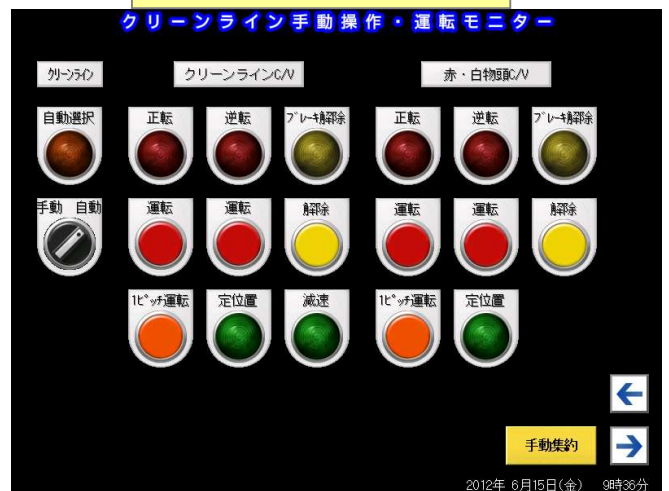 クリーンライン手動操作・運転モニター
クリーンライン クリーンラインC/V 赤・白物頭C/V
自動選択 正転 逆転 ブレーキ解除 正転 逆転 ブレーキ解除
手動 自動 運転 運転 解除 運転 運転 解除
1ピッチ運転 定位置 減速 1ピッチ運転 定位置
手動集約
2012年 6月15日(金) 9時36分